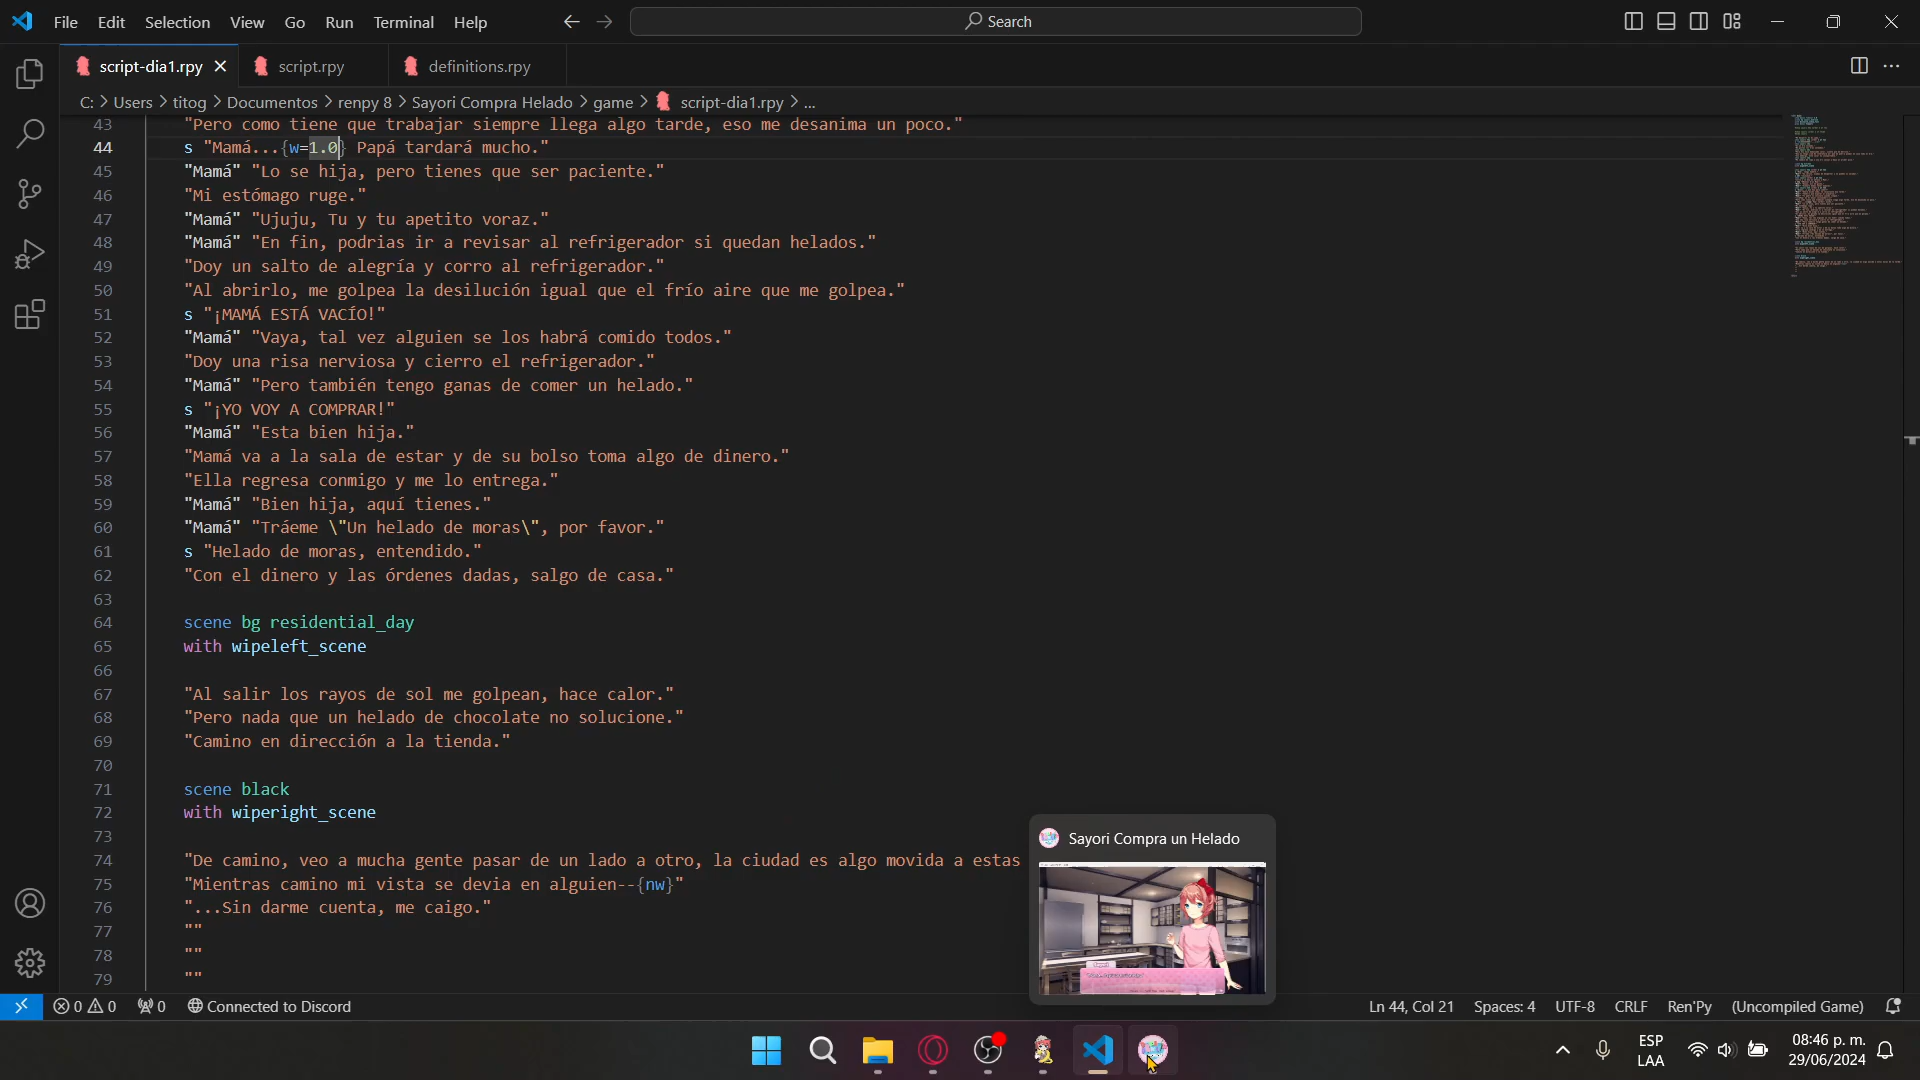 File Edit Selection View Go Run Terminal Help
Search
script-dia1.rpy
script.rpy
definitions.rpy
C: > Users > titog > Documentos > renpy 8 > Sayori Compra Helado > game > script-dia1.rpy > ...
43 "Pero como tiene que trabajar siempre llega algo tarde, eso me desanima un poco."
44 s "Mamá...{w=1.0} Papá tardará mucho."
45 "Mamá" "Lo se hija, pero tienes que ser paciente."
46 "Mi estómago ruge."
47 "Mamá" "Ujuju, Tu y tu apetito voraz."
48 "Mamá" "En fin, podrias ir a revisar al refrigerador si quedan helados."
49 "Doy un salto de alegría y corro al refrigerador."
50 "Al abrirlo, me golpea la desilución igual que el frío aire que me golpea."
51 s "¡MAMÁ ESTÁ VACÍO!"
52 "Mamá" "Vaya, tal vez alguien se los habrá comido todos."
53 "Doy una risa nerviosa y cierro el refrigerador."
54 "Mamá" "Pero también tengo ganas de comer un helado."
55 s "¡YO VOY A COMPRAR!"
56 "Mamá" "Esta bien hija."
57 "Mamá va a la sala de estar y de su bolso toma algo de dinero."
58 "Ella regresa conmigo y me lo entrega."
59 "Mamá" "Bien hija, aquí tienes."
60 "Mamá" "Tráeme \"Un helado de moras\", por favor."
61 s "Helado de moras, entendido."
62 "Con el dinero y las órdenes dadas, salgo de casa."
63
64 scene bg residential_day
65 with wipeleft_scene
66
67 "Al salir los rayos de sol me golpean, hace calor."
68 "Pero nada que un helado de chocolate no solucione."
69 "Camino en dirección a la tienda."
70
71 scene black
72 with wiperight_scene
73
74 "De camino, veo a mucha gente pasar de un lado a otro, la ciudad es algo movida a estas
75 "Mientras camino mi vista se devia en alguien--{nw}"
76 "...Sin darme cuenta, me caigo."
77 ""
78 ""
79 ""
Sayori Compra un Helado
0 0 0 Connected to Discord
Ln 44, Col 21 Spaces: 4 UTF-8 CRLF Ren'Py (Uncompiled Game)
ESP
LAA
08:46 p. m.
29/06/2024